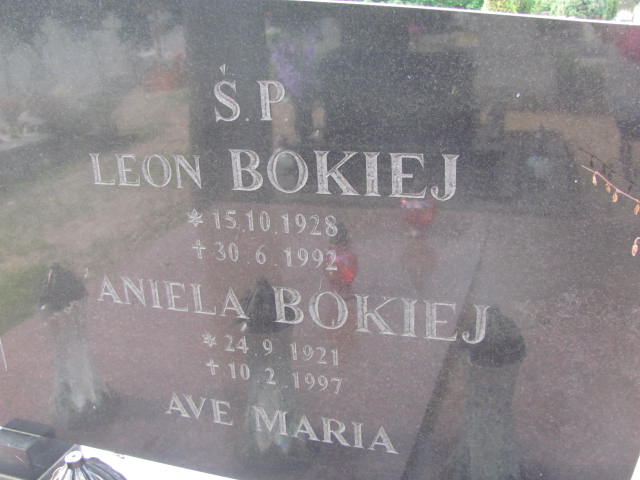 Ś.P
LEON BOKIEJ
* 15.10.1928
+ 30.6.1992
ANIELA BOKIEJ
* 24.9.1921
+ 10.2.1997
AVE MARIA